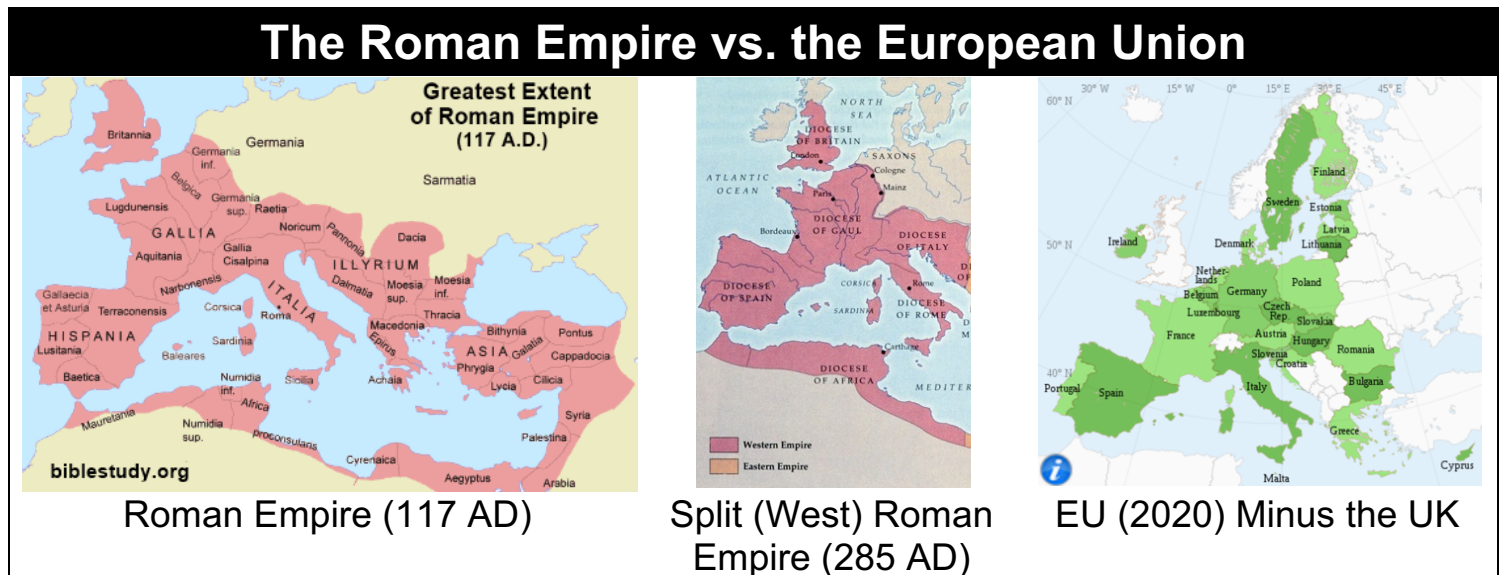 The Roman Empire vs. the European Union
Greatest Extent
of Roman Empire
(117 A.D.)
Britannia
Germania
inf.
Germania
Sarmatia
Belgica
Lugdunensis
Germania
sup.
Raetia
Noricum
Pannonia
Dacia
GALLIA
Aquitania
Gallia
Cisalpina
ILLYRIUM
Dalmatia
Moesia
sup.
Moesia
inf.
Narbonensis
ITALIA
Gallaecia
et Asturia
Terraconensis
Corsica
Roma
Thracia
Macedonia
Epirus
Bithynia
Pontus
HISPANIA
Lusitania
Baleares
Sardinia
ASIA
Galatia
Phrygia
Cappadocia
Baetica
Numidia
inf.
Sicilia
Achaia
Lycia
Cilicia
Mauretania
Africa
Numidia
sup.
proconsularis
Syria
Palestina
Cyrenaica
Aegyptus
Arabia
biblestudy.org
Roman Empire (117 AD)
NORTH
SEA
DIOCESE
OF BRITAIN
London
SAXONS
Cologne
Mainz
ATLANTIC
OCEAN
Paris
DIOCESE
OF GAUL
Bordeaux
DIOCESE
OF ITALY
DIOCESE
OF SPAIN
CORSICA
Rome
SARDINIA
DIOCESE
OF ROME
Carthage
DIOCESE
OF AFRICA
MEDITER
Western Empire
Eastern Empire
Split (West) Roman
Empire (285 AD)
30° W
15° W
0°
15° E
30° E
45° E
60° N
50° N
40° N
Finland
Sweden
Estonia
Latvia
Lithuania
Ireland
Denmark
Nether-
lands
Belgium
Luxembourg
Germany
Poland
Czech
Rep.
Slovakia
France
Austria
Hungary
Slovenia
Croatia
Romania
Portugal
Spain
Italy
Bulgaria
Greece
Malta
Cyprus
i
EU (2020) Minus the UK